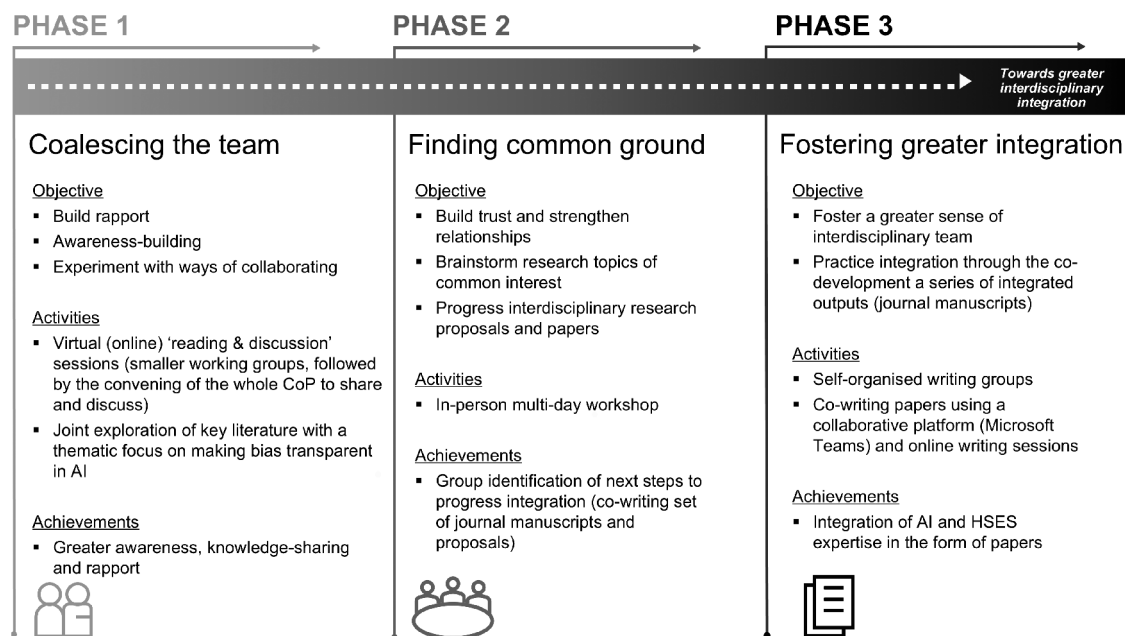 PHASE 1
PHASE 2
PHASE 3
Towards greater
interdisciplinary
integration
Coalescing the team
Objective
▪ Build rapport
▪ Awareness-building
▪ Experiment with ways of collaborating
Activities
▪ Virtual (online) ‘reading & discussion’
sessions (smaller working groups, followed
by the convening of the whole CoP to share
and discuss)
▪ Joint exploration of key literature with a
thematic focus on making bias transparent
in AI
Achievements
▪ Greater awareness, knowledge-sharing
and rapport
Finding common ground
Objective
▪ Build trust and strengthen
relationships
▪ Brainstorm research topics of
common interest
▪ Progress interdisciplinary research
proposals and papers
Activities
▪ In-person multi-day workshop
Achievements
▪ Group identification of next steps to
progress integration (co-writing set
of journal manuscripts and
proposals)
Fostering greater integration
Objective
▪ Foster a greater sense of
interdisciplinary team
▪ Practice integration through the co-
development a series of integrated
outputs (journal manuscripts)
Activities
▪ Self-organised writing groups
▪ Co-writing papers using a
collaborative platform (Microsoft
Teams) and online writing sessions
Achievements
▪ Integration of AI and HSES
expertise in the form of papers